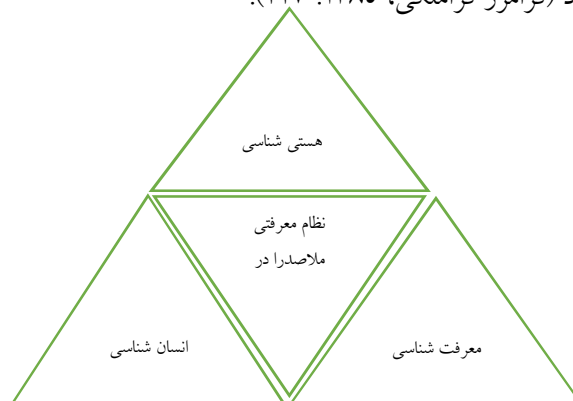 هستی شناسی
نظام معرفتی
ملاصدرا در
معرفت شناسی
انسان شناسی